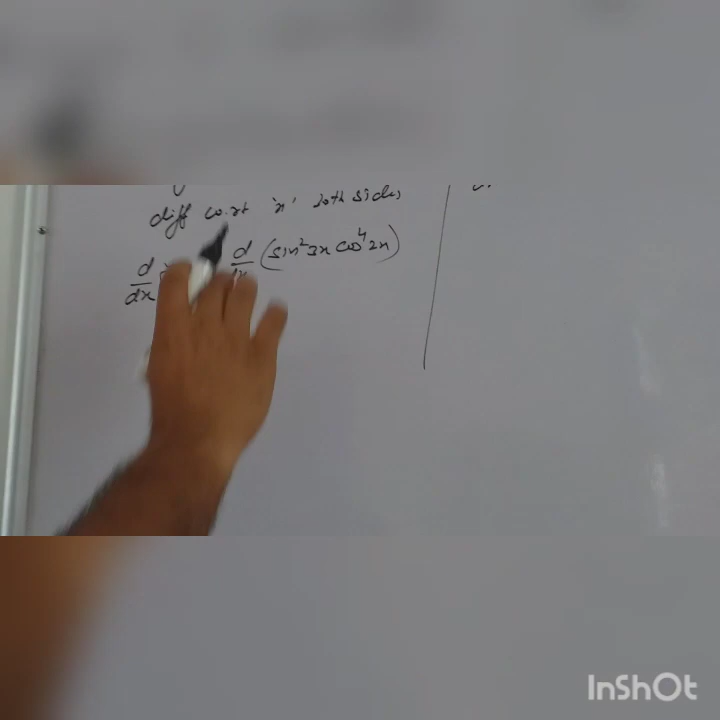 diff w.r.t 'x' both sides
d/dx d/dx (sin²3x cos⁴2x)
InShOt